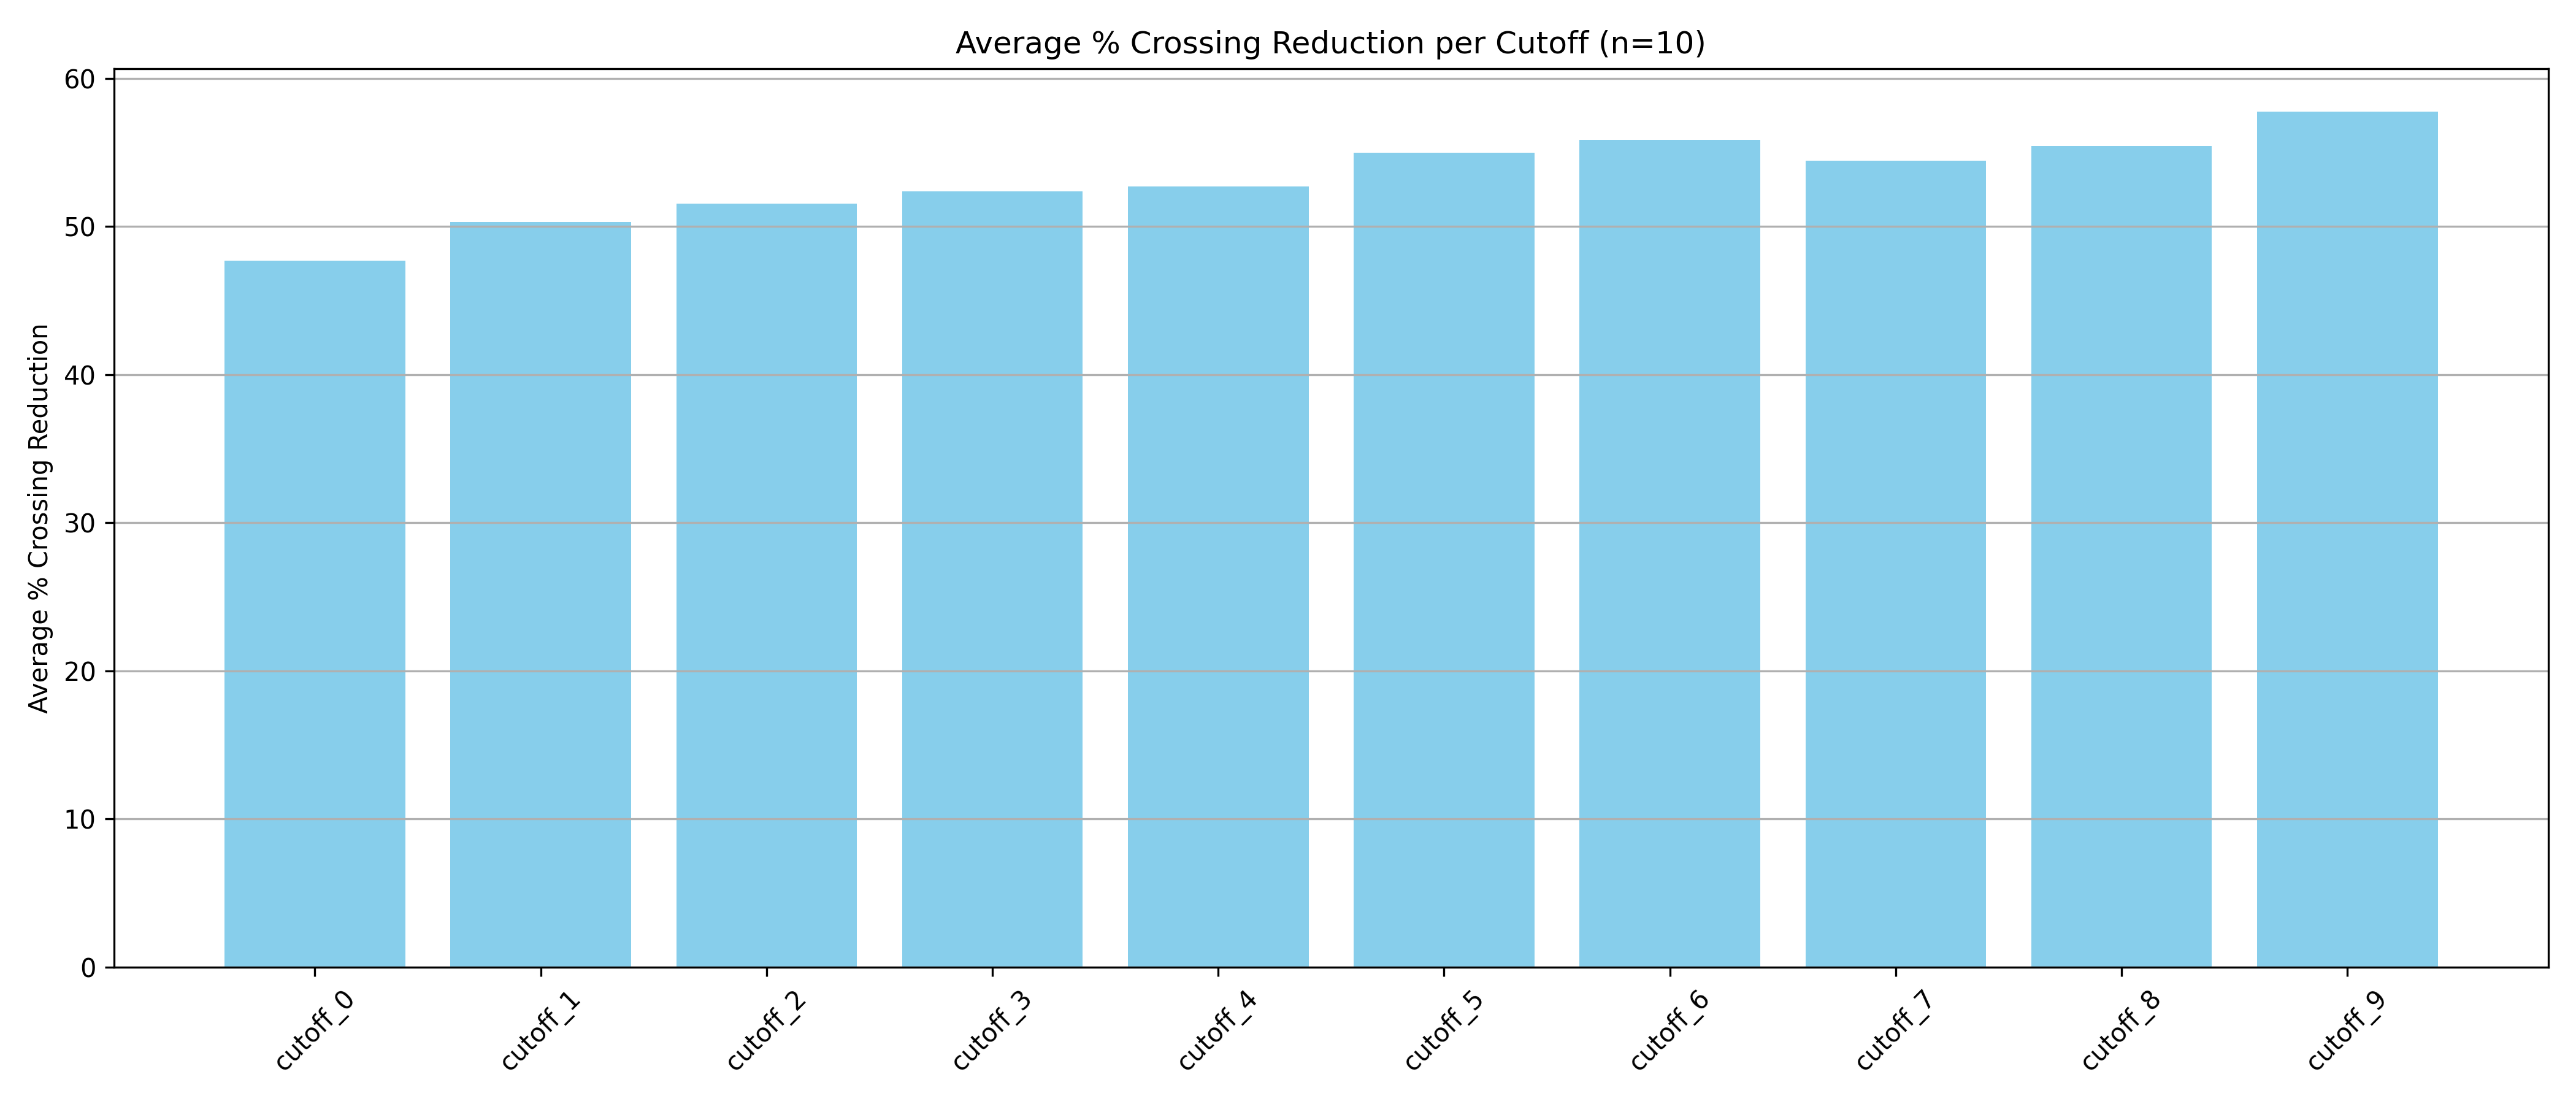 Average % Crossing Reduction per Cutoff (n=10)
Average % Crossing Reduction
60
50
40
30
20
10
0
cutoff_0
cutoff_1
cutoff_2
cutoff_3
cutoff_4
cutoff_5
cutoff_6
cutoff_7
cutoff_8
cutoff_9